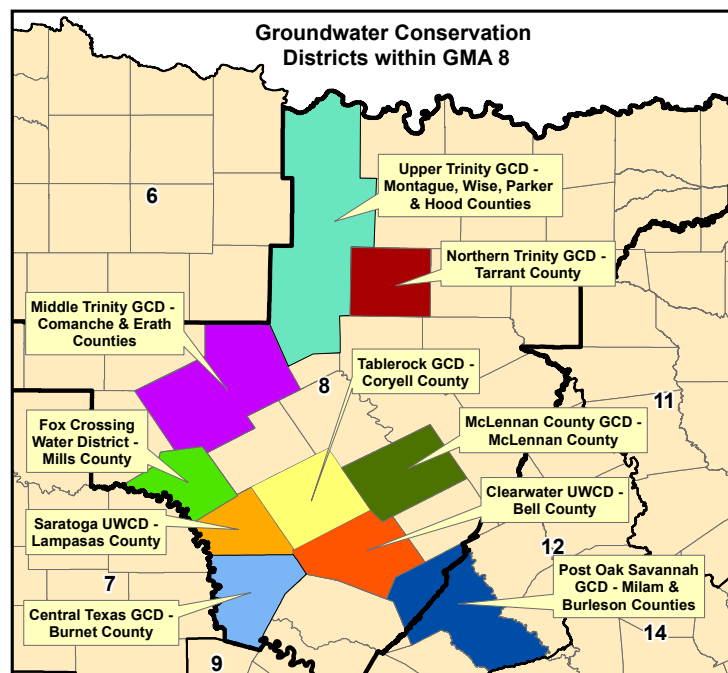 Groundwater Conservation
Districts within GMA 8
Upper Trinity GCD -
Montague, Wise, Parker
& Hood Counties
6
Northern Trinity GCD -
Tarrant County
Middle Trinity GCD -
Comanche & Erath
Counties
Tablerock GCD -
Coryell County
8
11
Fox Crossing
Water District -
Mills County
McLennan County GCD -
McLennan County
Clearwater UWCD -
Bell County
Saratoga UWCD -
Lampasas County
12
7
Post Oak Savannah
GCD - Milam &
Burleson Counties
Central Texas GCD -
Burnet County
14
9